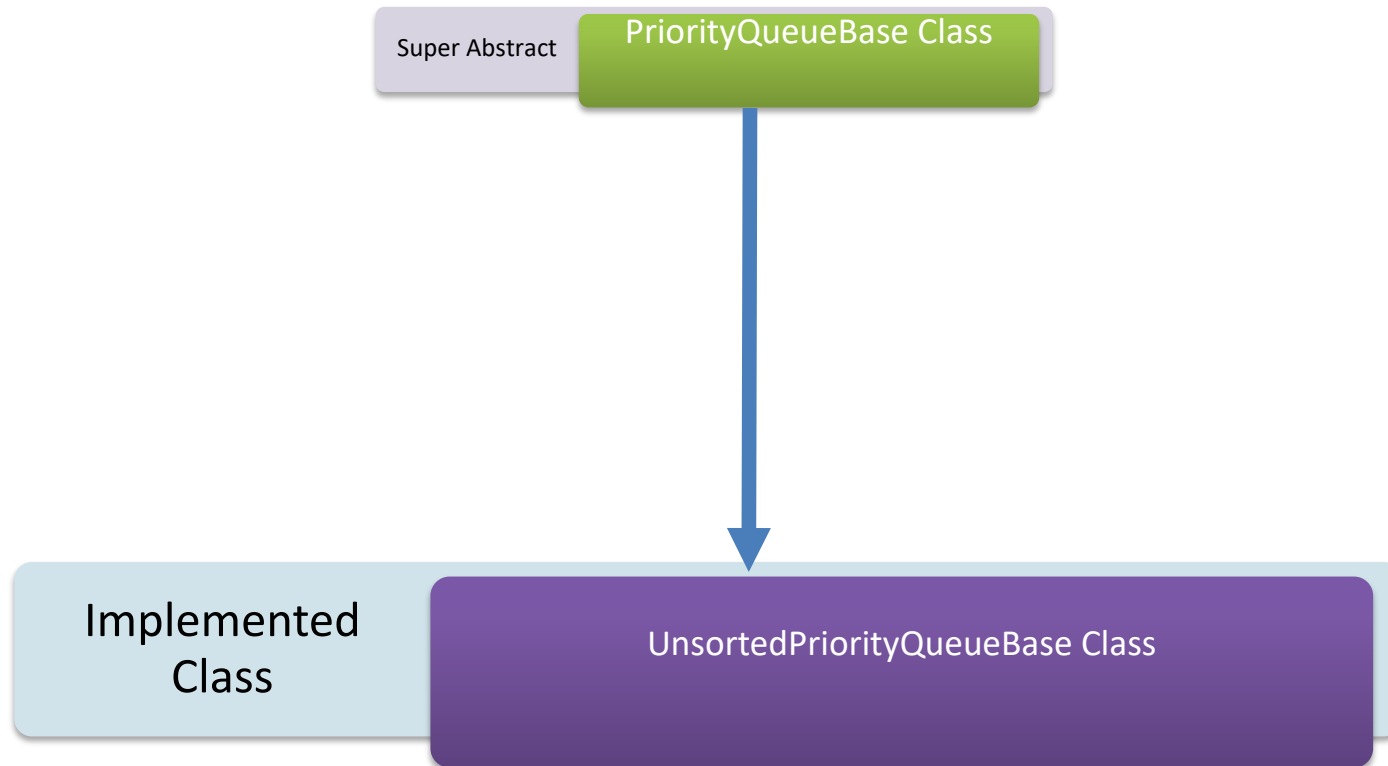 Super Abstract
PriorityQueueBase Class
Implemented
Class
UnsortedPriorityQueueBase Class